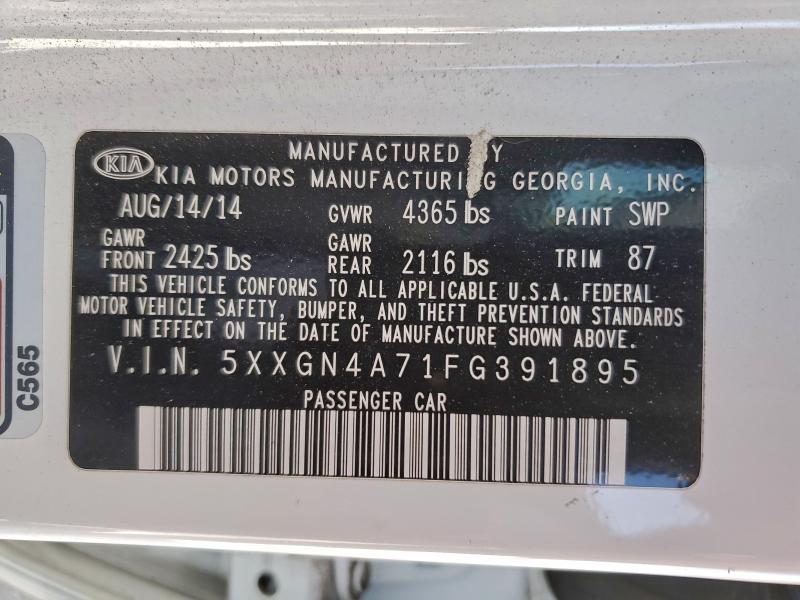 MANUFACTURED BY
KIA KIA MOTORS MANUFACTURING GEORGIA, INC.
AUG/14/14 GVWR 4365 lbs PAINT SWP
GAWR FRONT 2425 lbs GAWR REAR 2116 lbs TRIM 87
THIS VEHICLE CONFORMS TO ALL APPLICABLE U.S.A. FEDERAL
MOTOR VEHICLE SAFETY, BUMPER, AND THEFT PREVENTION STANDARDS
IN EFFECT ON THE DATE OF MANUFACTURE SHOWN ABOVE.
V.I.N. 5XXGN4A71FG391895
PASSENGER CAR
C565